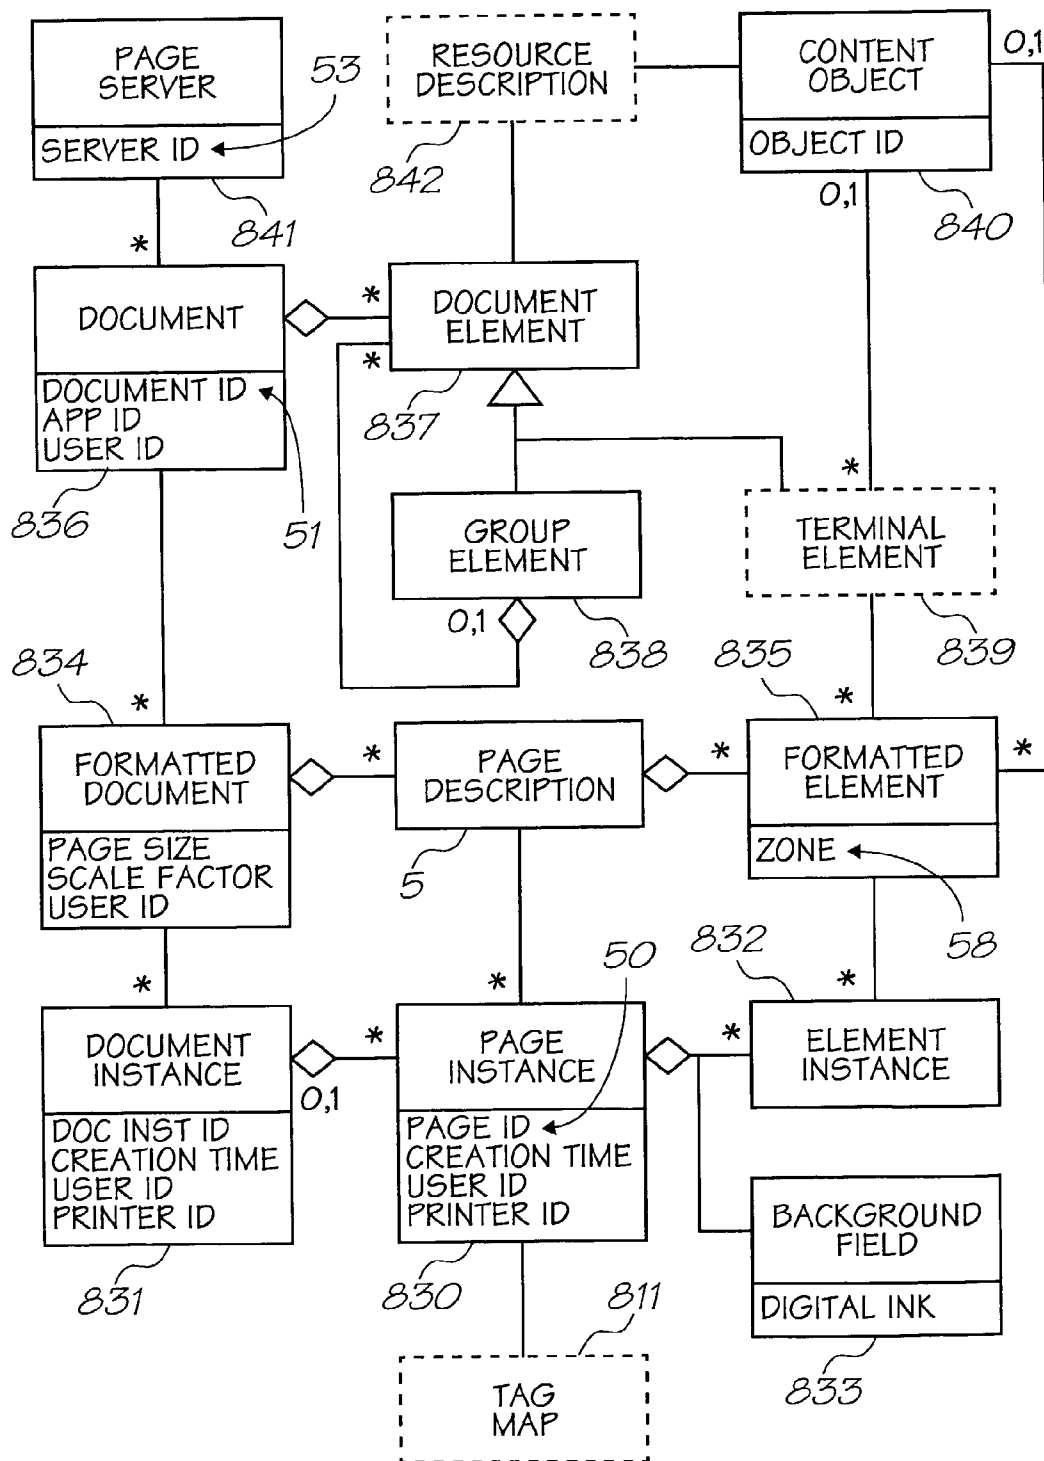 PAGE
SERVER
SERVER ID
53
841
RESOURCE
DESCRIPTION
842
CONTENT
OBJECT
OBJECT ID
0,1
0,1
840
*
DOCUMENT
DOCUMENT ID
APP ID
USER ID
836
51
*
*
DOCUMENT
ELEMENT
837
GROUP
ELEMENT
0,1
838
*
TERMINAL
ELEMENT
839
834
*
FORMATTED
DOCUMENT
PAGE SIZE
SCALE FACTOR
USER ID
*
PAGE
DESCRIPTION
5
835
*
*
FORMATTED
ELEMENT
ZONE
58
*
*
DOCUMENT
INSTANCE
0,1
DOC INST ID
CREATION TIME
USER ID
PRINTER ID
831
*
*
50
PAGE
INSTANCE
PAGE ID
CREATION TIME
USER ID
PRINTER ID
830
832
*
*
ELEMENT
INSTANCE
BACKGROUND
FIELD
DIGITAL INK
833
811
TAG
MAP